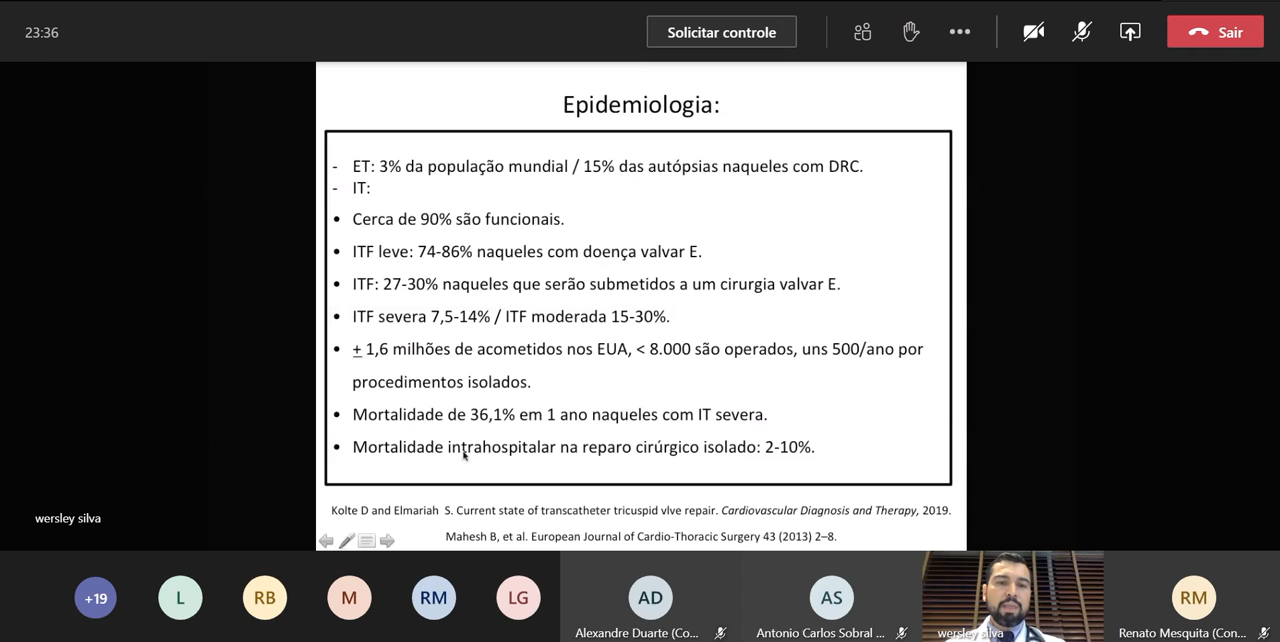 23:36
Solicitar controle
Sair
Epidemiologia:
- ET: 3% da população mundial / 15% das autópsias naqueles com DRC.
- IT:
• Cerca de 90% são funcionais.
• ITF leve: 74-86% naqueles com doença valvar E.
• ITF: 27-30% naqueles que serão submetidos a um cirurgia valvar E.
• ITF severa 7,5-14% / ITF moderada 15-30%.
• + 1,6 milhões de acometidos nos EUA, < 8.000 são operados, uns 500/ano por
procedimentos isolados.
• Mortalidade de 36,1% em 1 ano naqueles com IT severa.
• Mortalidade intrahospitalar na reparo cirúrgico isolado: 2-10%.
Kolte D and Elmariah S. Current state of transcatheter tricuspid vlve repair. Cardiovascular Diagnosis and Therapy, 2019.
Mahesh B, et al. European Journal of Cardio-Thoracic Surgery 43 (2013) 2–8.
wersley silva
+19
L
RB
M
RM
LG
AD
AS
RM
Alexandre Duarte (Co...
Antonio Carlos Sobral ...
wersley silva
Renato Mesquita (Con...